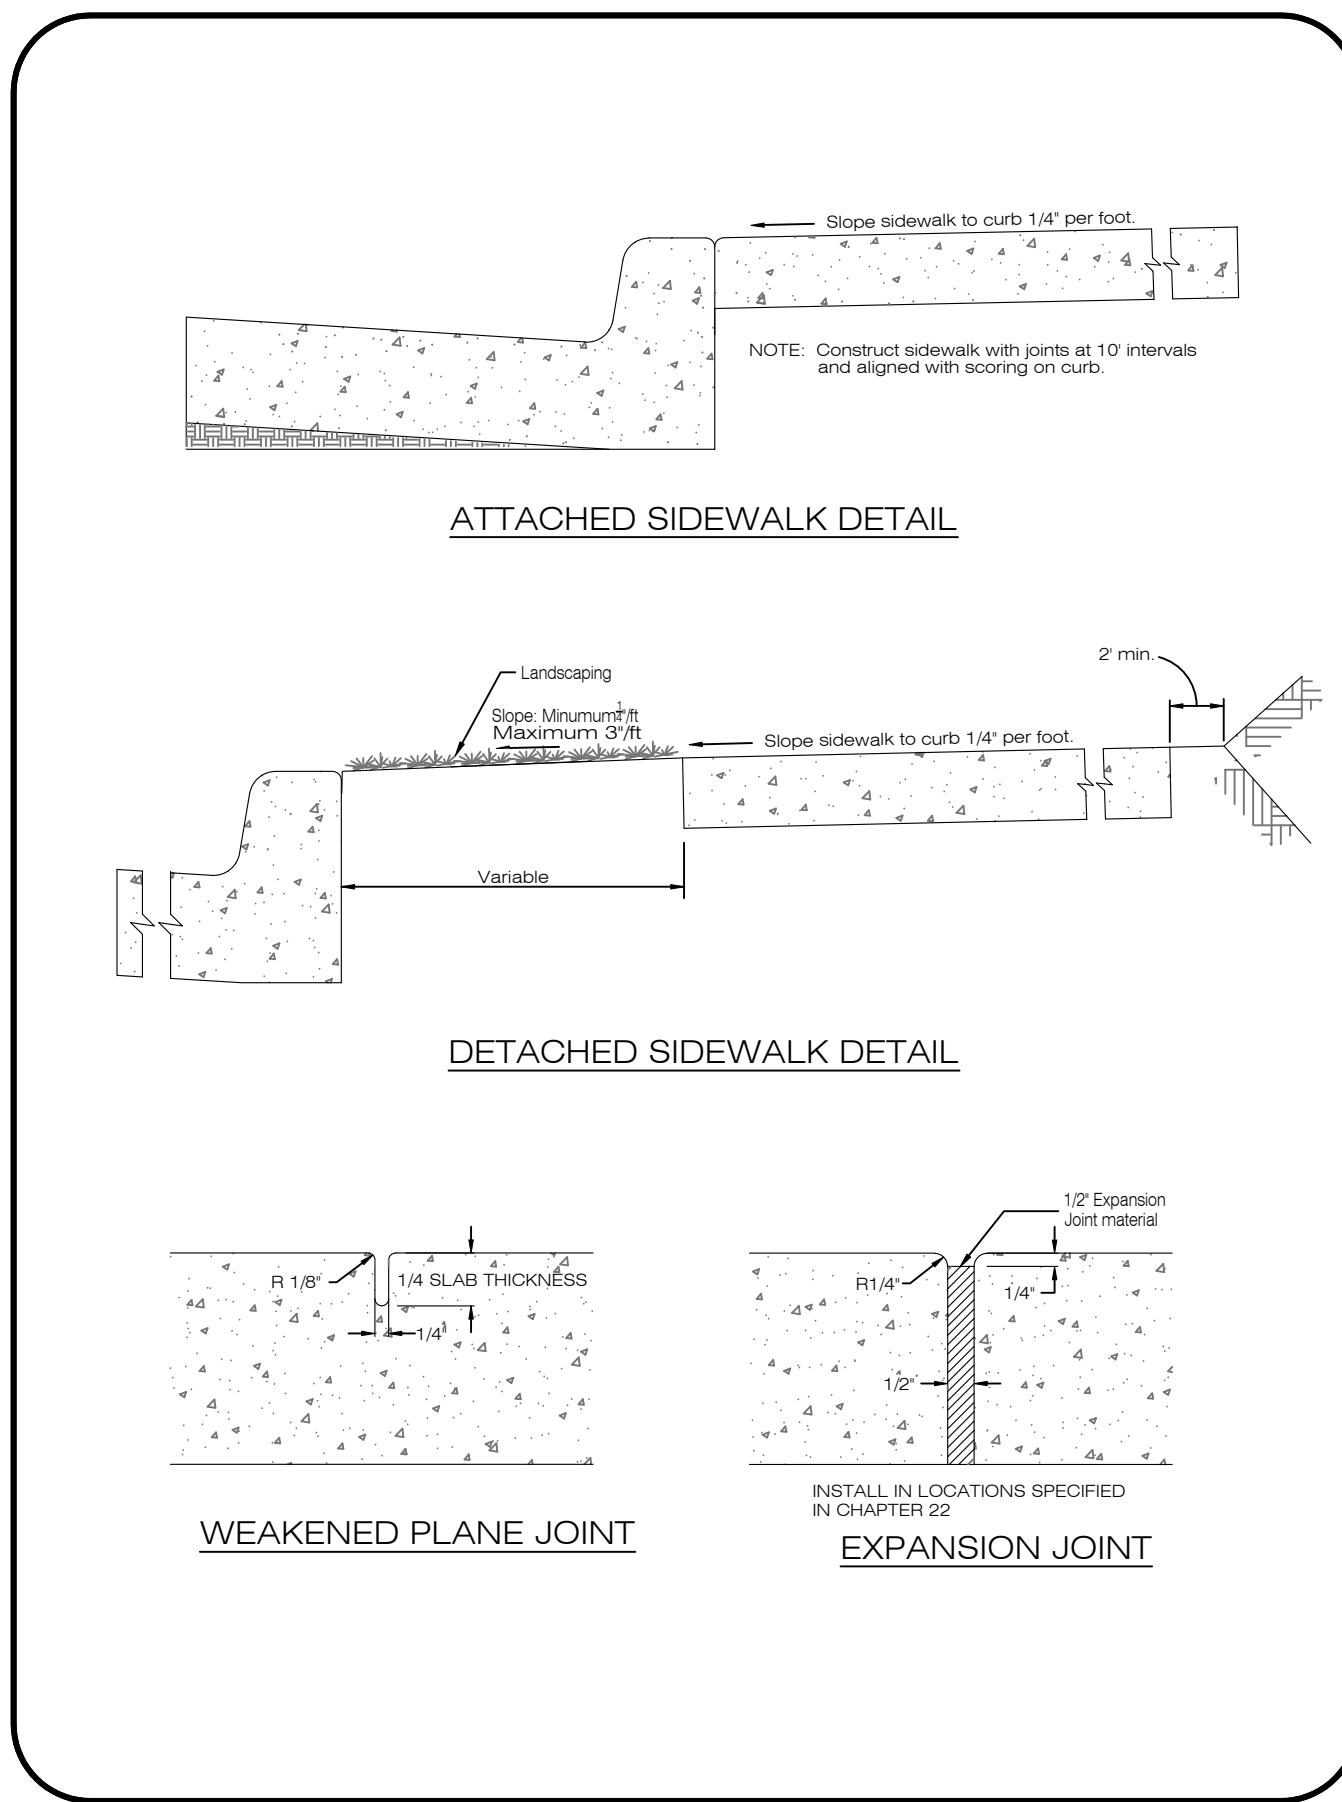 Slope sidewalk to curb 1/4" per foot.
NOTE: Construct sidewalk with joints at 10' intervals
and aligned with scoring on curb.
ATTACHED SIDEWALK DETAIL
2' min.
Landscaping
Slope: Minumum 1/4"/ft
Maximum 3"/ft
Slope sidewalk to curb 1/4" per foot.
1
1
Variable
DETACHED SIDEWALK DETAIL
1/2" Expansion
Joint material
R 1/8"
1/4 SLAB THICKNESS
1/4"
R1/4"
1/4"
1/2"
INSTALL IN LOCATIONS SPECIFIED
IN CHAPTER 22
WEAKENED PLANE JOINT
EXPANSION JOINT